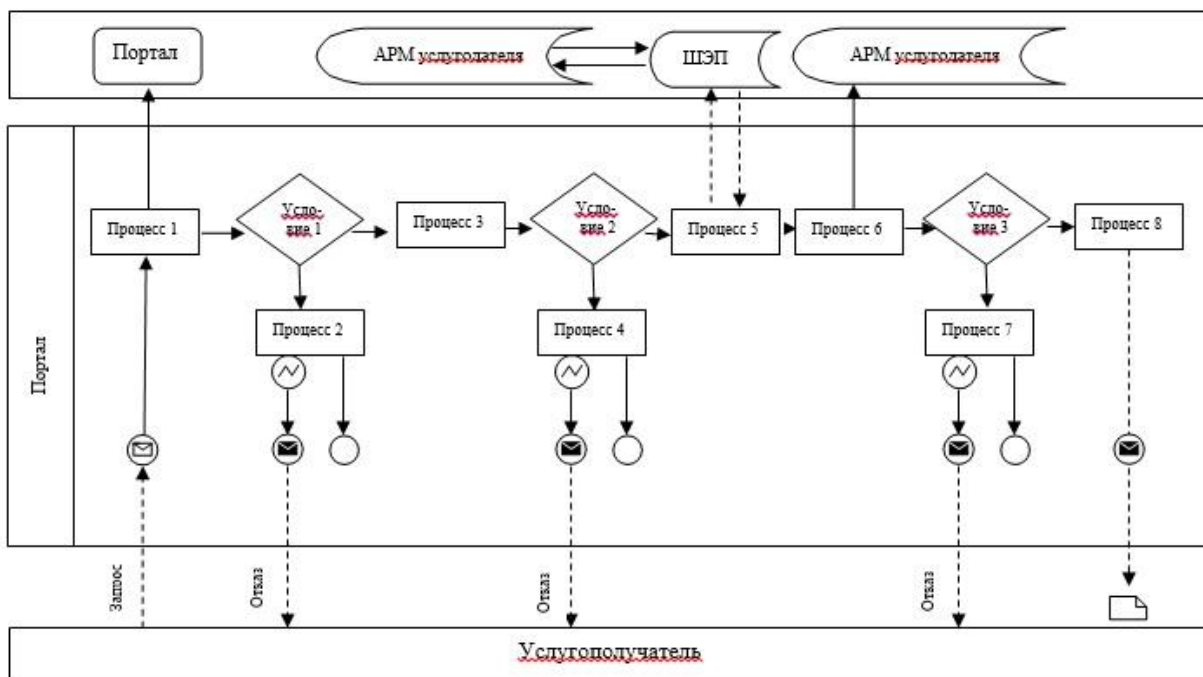 Портал
АРМ услугодателя
ШЭП
АРМ услугодателя
Портал
Процесс 1
Усло-
вие 1
Процесс 3
Усло-
вие 2
Процесс 5
Процесс 6
Усло-
вие 3
Процесс 8
Процесс 2
Процесс 4
Процесс 7
Запрос
Отказ
Отказ
Отказ
Услугополучатель